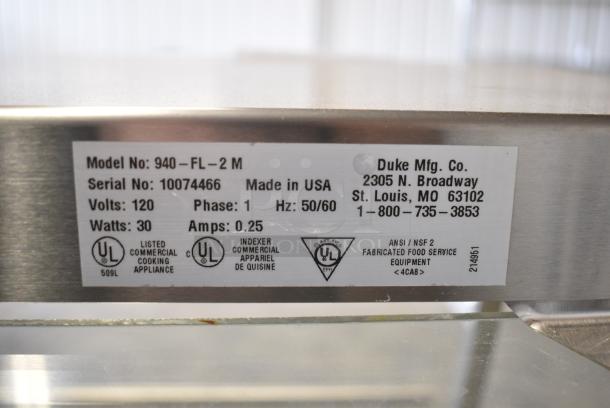 Model No: 940-FL-2 M
Serial No: 10074466 Made in USA
Volts: 120 Phase: 1 Hz: 50/60
Watts: 30 Amps: 0.25
Duke Mfg. Co.
2305 N. Broadway
St. Louis, MO 63102
1-800-735-3853
UL
509L
LISTED
COMMERCIAL
COOKING
APPLIANCE
C UL
INDEXER
COMMERCIAL
APPARIEL
DE QUISINE
UL
ANSI / NSF 2
FABRICATED FOOD SERVICE
EQUIPMENT
<4CA8>
214951